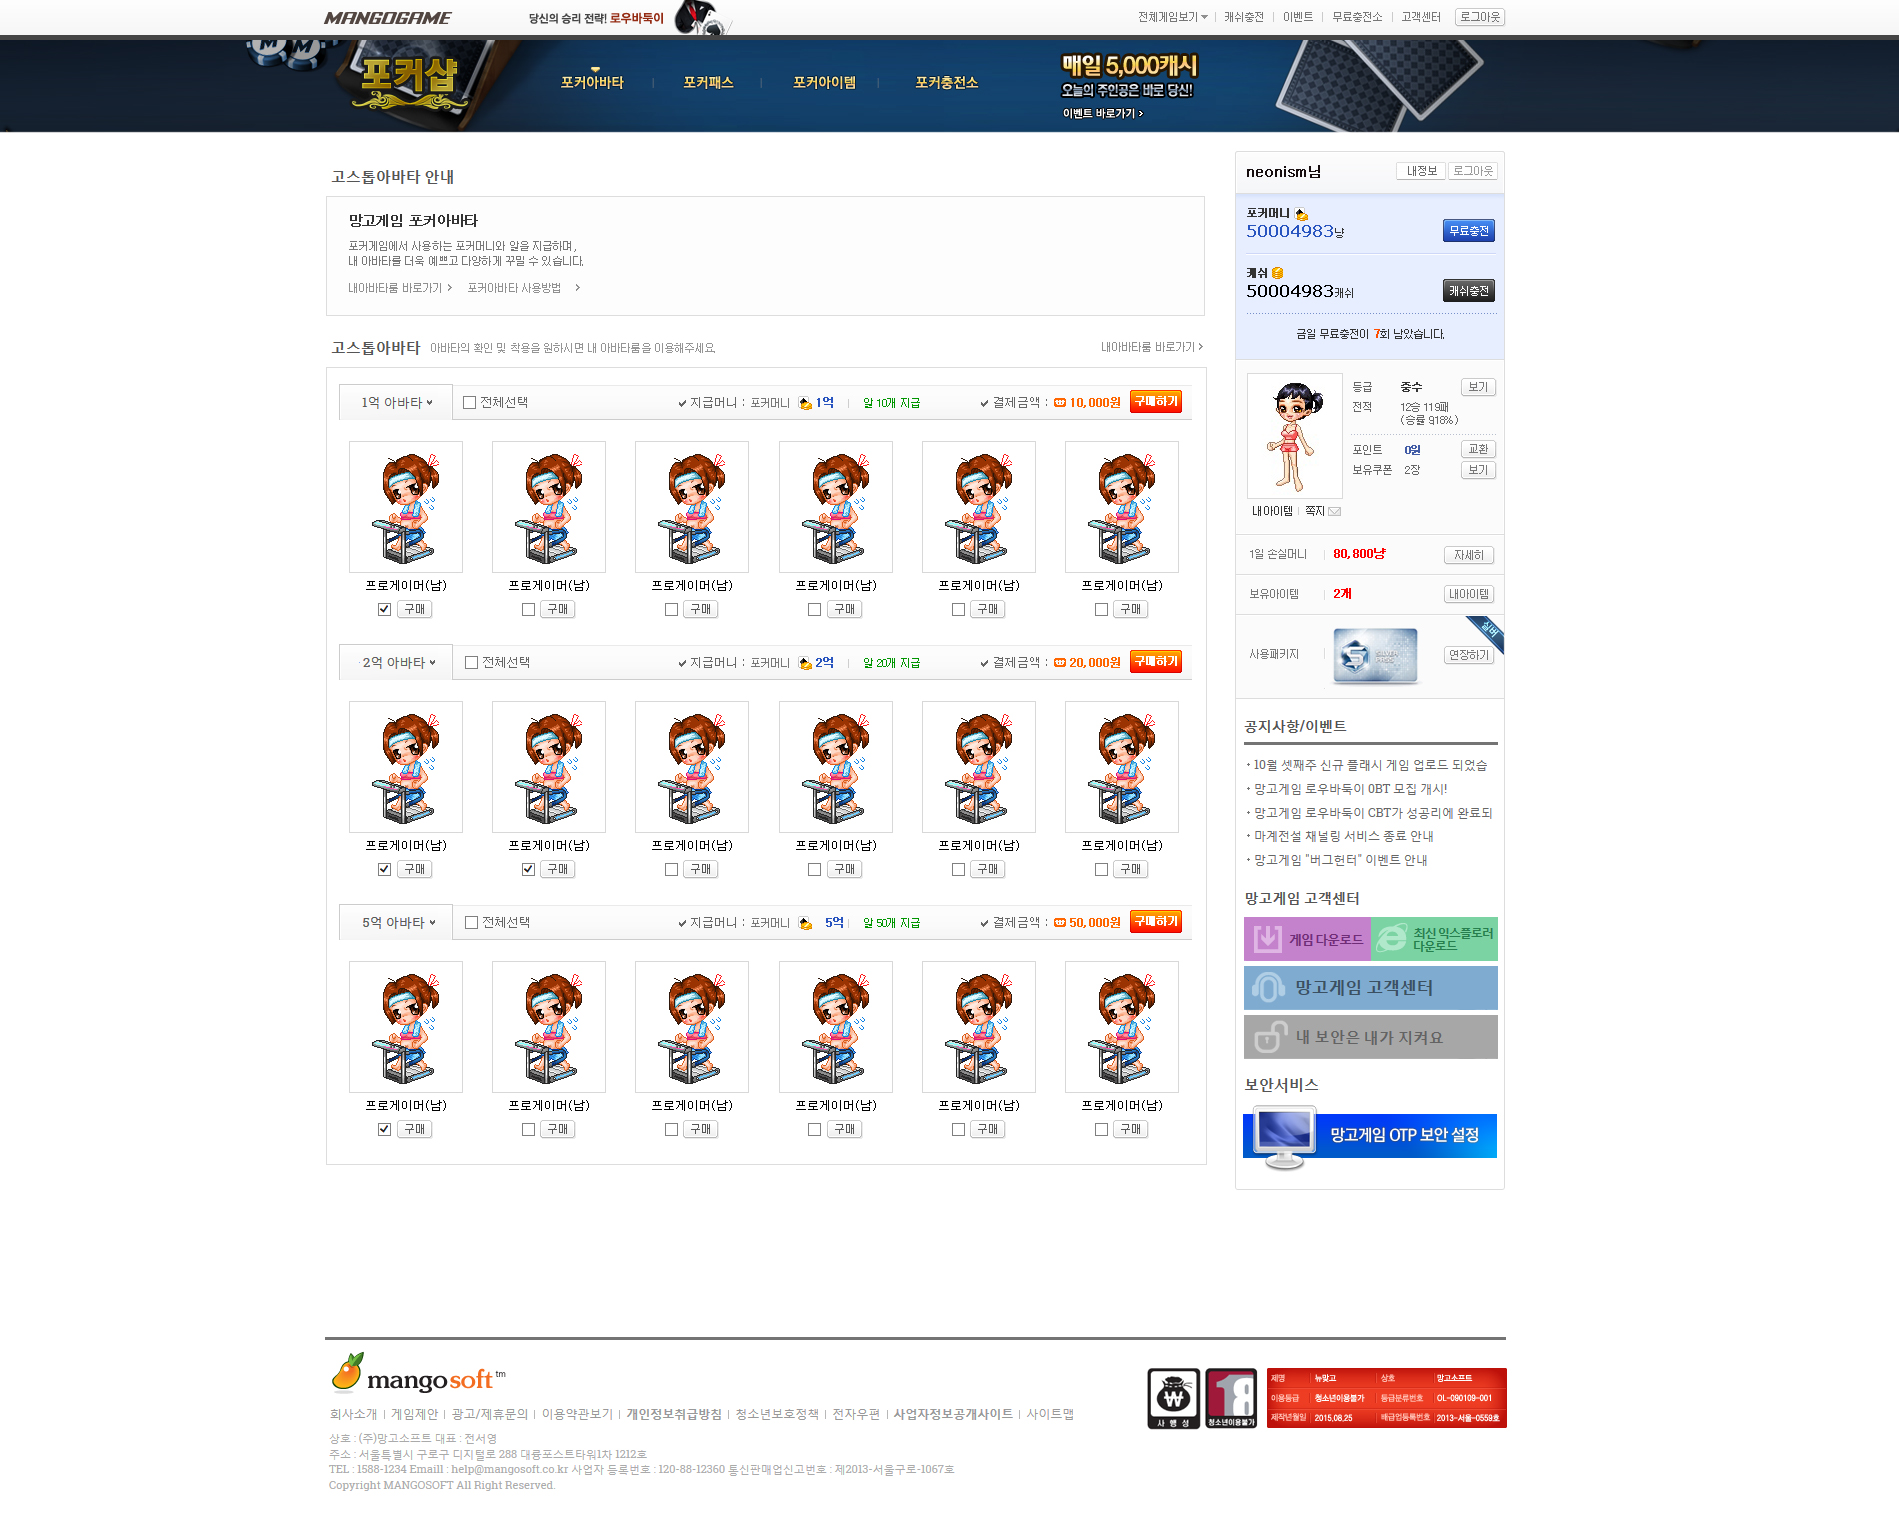 MANGOGAME
당신의 승리 전략! 로우바둑이
전체게임보기
캐쉬충전
이벤트
무료충전소
고객센터
로그아웃
포커샵
포커아바타
포커패스
포커아이템
포커충전소
매일 5,000캐시
오늘의 주인공은 바로 당신!
이벤트 바로가기 >
고스톱아바타 안내
망고게임 포커아바타
포커게임에서 사용하는 포커머니와 알을 지급하며,
내 아바타를 더욱 예쁘고 다양하게 꾸밀 수 있습니다.
내아바타룸 바로가기 > 포커아바타 사용방법 >
고스톱아바타 아바타의 확인 및 착용을 원하시면 내 아바타룸을 이용해주세요.
내아바타룸 바로가기 >
1억 아바타 전체선택 지급머니 : 포커머니 1억 알 10개 지급 결제금액 : 10,000원 구매하기
프로게이머(남) 프로게이머(남) 프로게이머(남) 프로게이머(남) 프로게이머(남) 프로게이머(남)
구매 구매 구매 구매 구매 구매
2억 아바타 전체선택 지급머니 : 포커머니 2억 알 20개 지급 결제금액 : 20,000원 구매하기
프로게이머(남) 프로게이머(남) 프로게이머(남) 프로게이머(남) 프로게이머(남) 프로게이머(남)
구매 구매 구매 구매 구매 구매
5억 아바타 전체선택 지급머니 : 포커머니 5억 알 50개 지급 결제금액 : 50,000원 구매하기
프로게이머(남) 프로게이머(남) 프로게이머(남) 프로게이머(남) 프로게이머(남) 프로게이머(남)
구매 구매 구매 구매 구매 구매
neonism님 내정보 로그아웃
포커머니
50004983냥 무료충전
캐쉬
50004983캐쉬 캐쉬충전
금일 무료충전이 7회 남았습니다.
등급 중수 보기
전적 12승 119패
(승률 9.18%)
포인트 0원 교환
보유쿠폰 2장 보기
내아이템 쪽지
1일 손실머니 80,800냥 자세히
보유아이템 2개 내아이템
실버
사용패키지 연장하기
공지사항/이벤트
10월 셋째주 신규 플래시 게임 업로드 되었습
망고게임 로우바둑이 OBT 모집 개시!
망고게임 로우바둑이 CBT가 성공리에 완료되
마계전설 채널링 서비스 종료 안내
망고게임 "버그헌터" 이벤트 안내
망고게임 고객센터
게임 다운로드
최신 익스플로러
다운로드
망고게임 고객센터
내 보안은 내가 지켜요
보안서비스
망고게임 OTP 보안 설정
mangosoft tm
회사소개 | 게임제안 | 광고/제휴문의 | 이용약관보기 | 개인정보취급방침 | 청소년보호정책 | 전자우편 | 사업자정보공개사이트 | 사이트맵
상호 : (주)망고소프트 대표 : 전서영
주소 : 서울특별시 구로구 디지털로 288 대륭포스트타워1차 1212호
TEL : 1588-1234 Emaill : help@mangosoft.co.kr 사업자 등록번호 : 120-88-12360 통신판매업신고번호 : 제2013-서울구로-1067호
Copyright MANGOSOFT All Right Reserved.
사행성
18
청소년이용불가
제명 뉴맞고 상호 망고소프트
이용등급 청소년이용불가 등급분류번호 OL-090109-001
제작년월일 2015.08.25 배급업등록번호 2013-서울-0559호